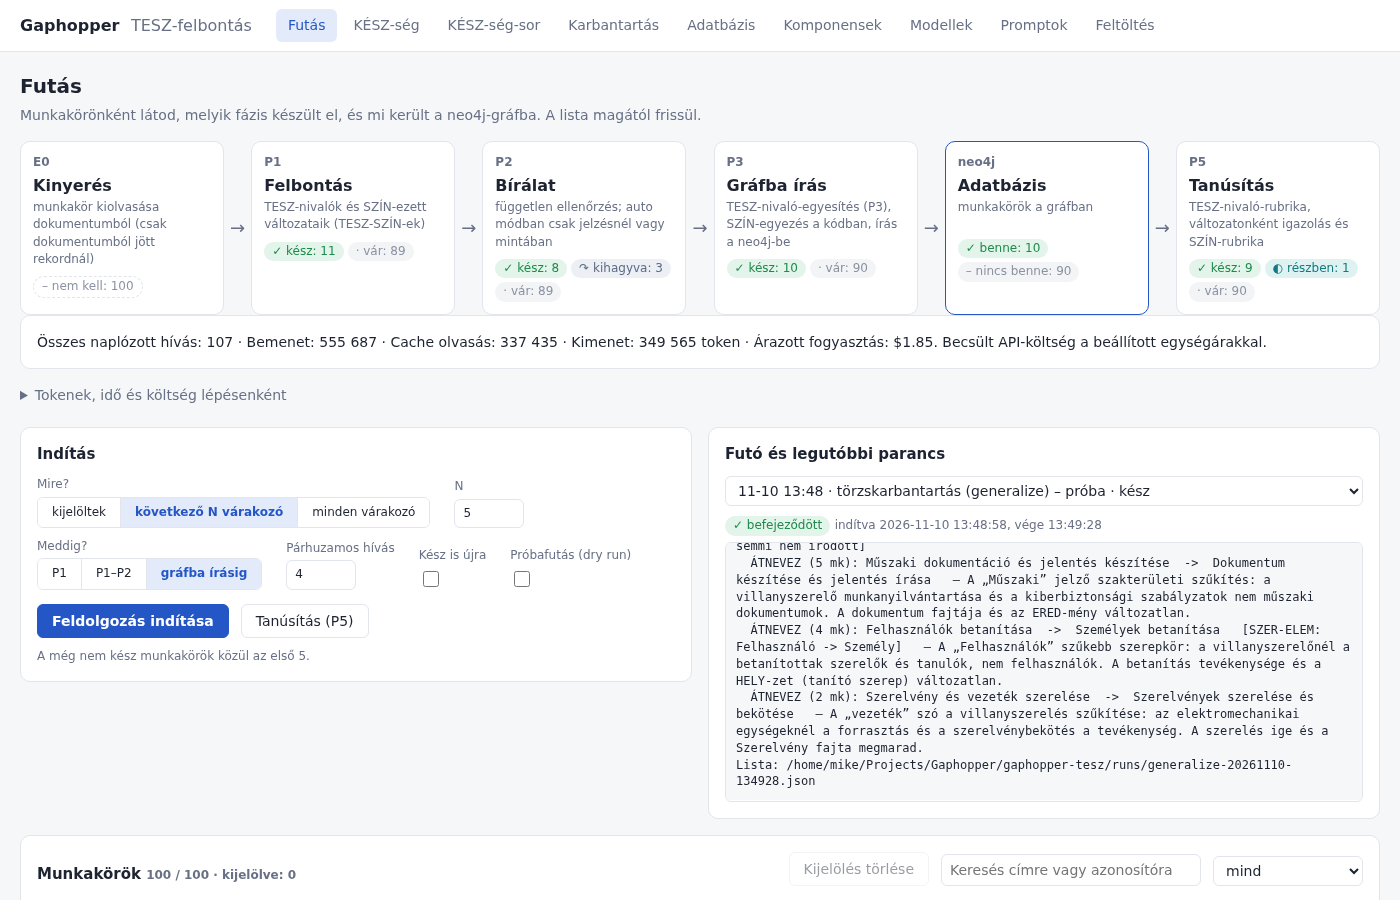 Gaphopper TESZ-felbontás Futás KÉSZ-ség KÉSZ-ség-sor Karbantartás Adatbázis Komponensek Modellek Promptok Feltöltés
Futás
Munkakörönként látod, melyik fázis készült el, és mi került a neo4j-gráfba. A lista magától frissül.
E0
Kinyerés
munkakör kiolvasása
dokumentumból (csak
dokumentumból jött
rekordnál)
– nem kell: 100
→
P1
Felbontás
TESZ-nivalók és SZÍN-ezett
változataik (TESZ-SZÍN-ek)
✓ kész: 11 · vár: 89
→
P2
Bírálat
független ellenőrzés; auto
módban csak jelzésnél vagy
mintában
✓ kész: 8 ↷ kihagyva: 3
· vár: 89
→
P3
Gráfba írás
TESZ-nivaló-egyesítés (P3),
SZÍN-egyezés a kódban, írás
a neo4j-be
✓ kész: 10 · vár: 90
→
neo4j
Adatbázis
munkakörök a gráfban
✓ benne: 10
– nincs benne: 90
→
P5
Tanúsítás
TESZ-nivaló-rubrika,
változatonként igazolás és
SZÍN-rubrika
✓ kész: 9 ◐ részben: 1
· vár: 90
Összes naplózott hívás: 107 · Bemenet: 555 687 · Cache olvasás: 337 435 · Kimenet: 349 565 token · Árazott fogyasztás: $1.85. Becsült API-költség a beállított egységárakkal.
▶ Tokenek, idő és költség lépésenként
Indítás
Mire?
kijelöltek következő N várakozó minden várakozó
N
5
Meddig?
P1 P1–P2 gráfba írásig
Párhuzamos hívás
4
Kész is újra
Próbafutás (dry run)
Feldolgozás indítása Tanúsítás (P5)
A még nem kész munkakörök közül az első 5.
Futó és legutóbbi parancs
11-10 13:48 · törzskarbantartás (generalize) – próba · kész
✓ befejeződött indítva 2026-11-10 13:48:58, vége 13:49:28
semmi nem íródott]
ÁTNEVEZ (5 mk): Műszaki dokumentáció és jelentés készítése -> Dokumentum
készítése és jelentés írása — A „Műszaki” jelző szakterületi szűkítés: a
villanyszerelő munkanyilvántartása és a kiberbiztonsági szabályzatok nem műszaki
dokumentumok. A dokumentum fajtája és az ERED-mény változatlan.
ÁTNEVEZ (4 mk): Felhasználók betanítása -> Személyek betanítása [SZER-ELEM:
Felhasználó -> Személy] — A „Felhasználók” szűkebb szerepkör: a villanyszerelőnél a
betanítottak szerelők és tanulók, nem felhasználók. A betanítás tevékenysége és a
HELY-zet (tanító szerep) változatlan.
ÁTNEVEZ (2 mk): Szerelvény és vezeték szerelése -> Szerelvények szerelése és
bekötése — A „vezeték” szó a villanyszerelés szűkítése: az elektromechanikai
egységeknél a forrasztás és a szerelvénybekötés a tevékenység. A szerelés ige és a
Szerelvény fajta megmarad.
Lista: /home/mike/Projects/Gaphopper/gaphopper-tesz/runs/generalize-20261110-
134928.json
Munkakörök 100 / 100 · kijelölve: 0
Kijelölés törlése Keresés címre vagy azonosítóra mind